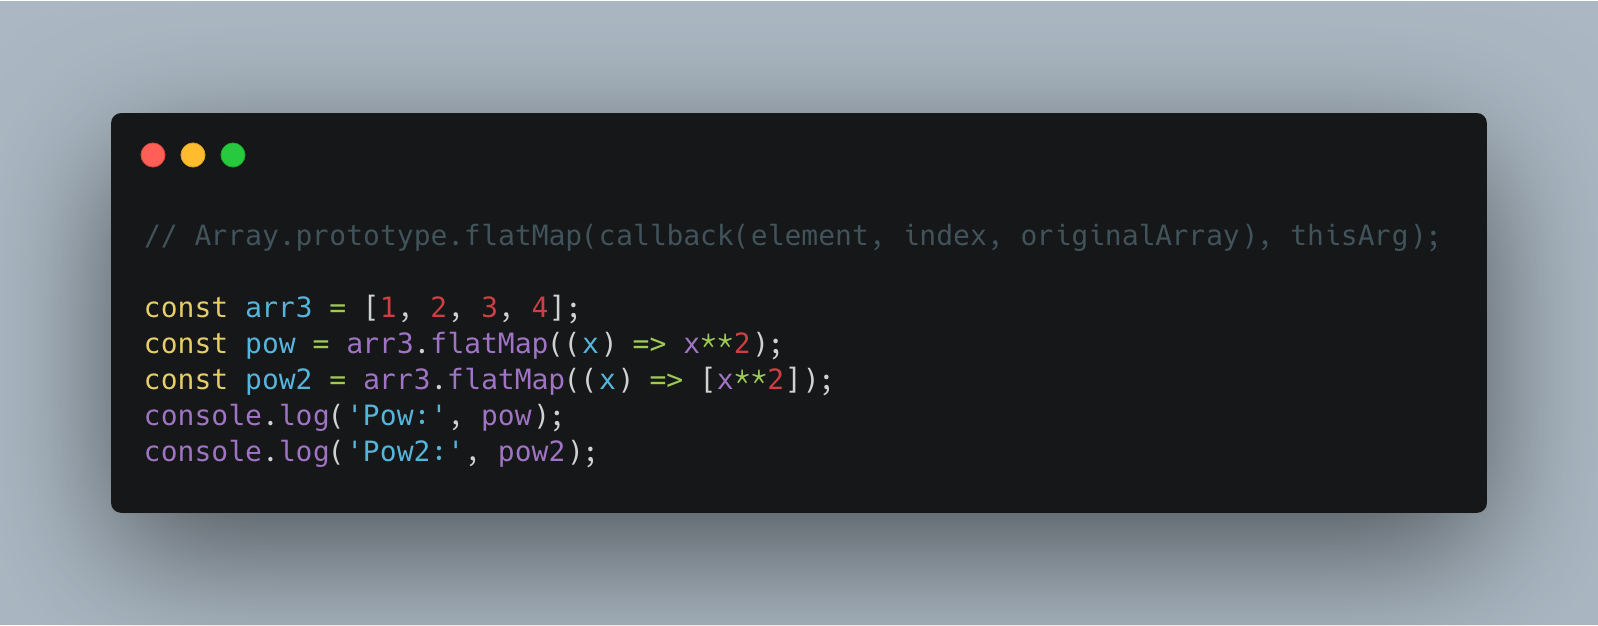 // Array.prototype.flatMap(callback(element, index, originalArray), thisArg);
const arr3 = [1, 2, 3, 4];
const pow = arr3.flatMap((x) => x**2);
const pow2 = arr3.flatMap((x) => [x**2]);
console.log('Pow:', pow);
console.log('Pow2:', pow2);